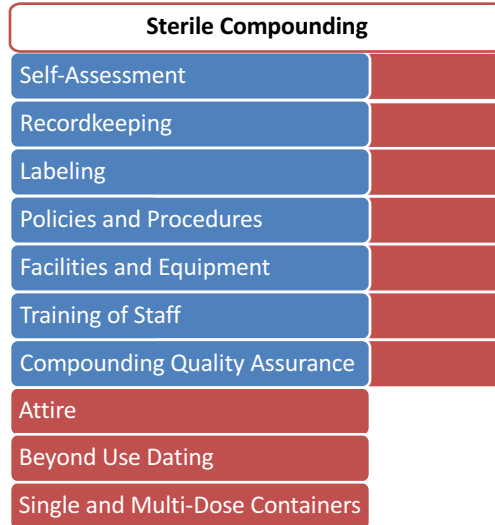 Sterile Compounding
Self-Assessment
Recordkeeping
Labeling
Policies and Procedures
Facilities and Equipment
Training of Staff
Compounding Quality Assurance
Attire
Beyond Use Dating
Single and Multi-Dose Containers